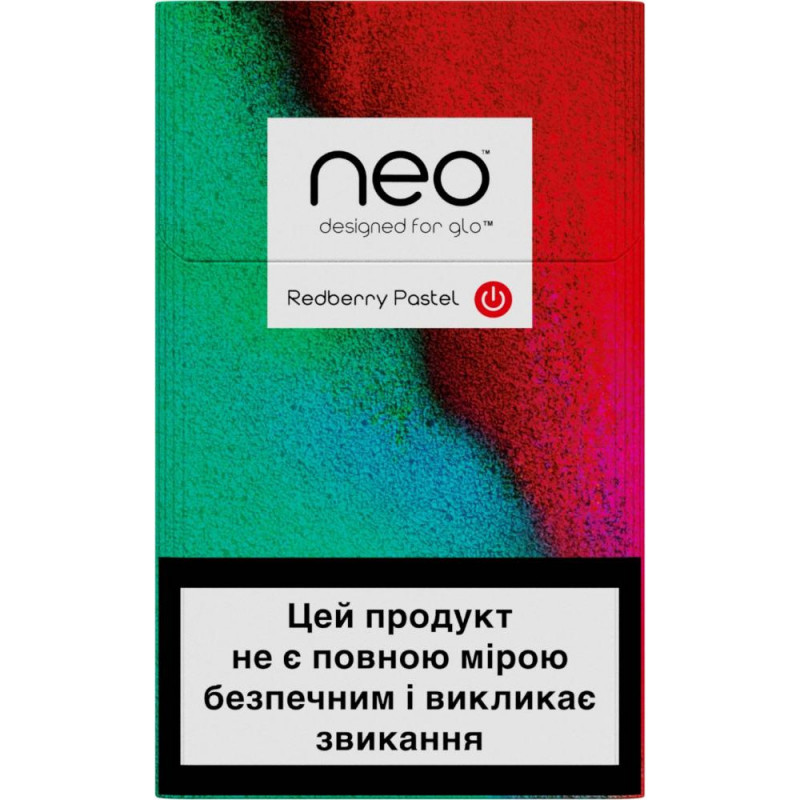 neo™
designed for glo™
Redberry Pastel
Цей продукт
не є повною мірою
безпечним і викликає
звикання